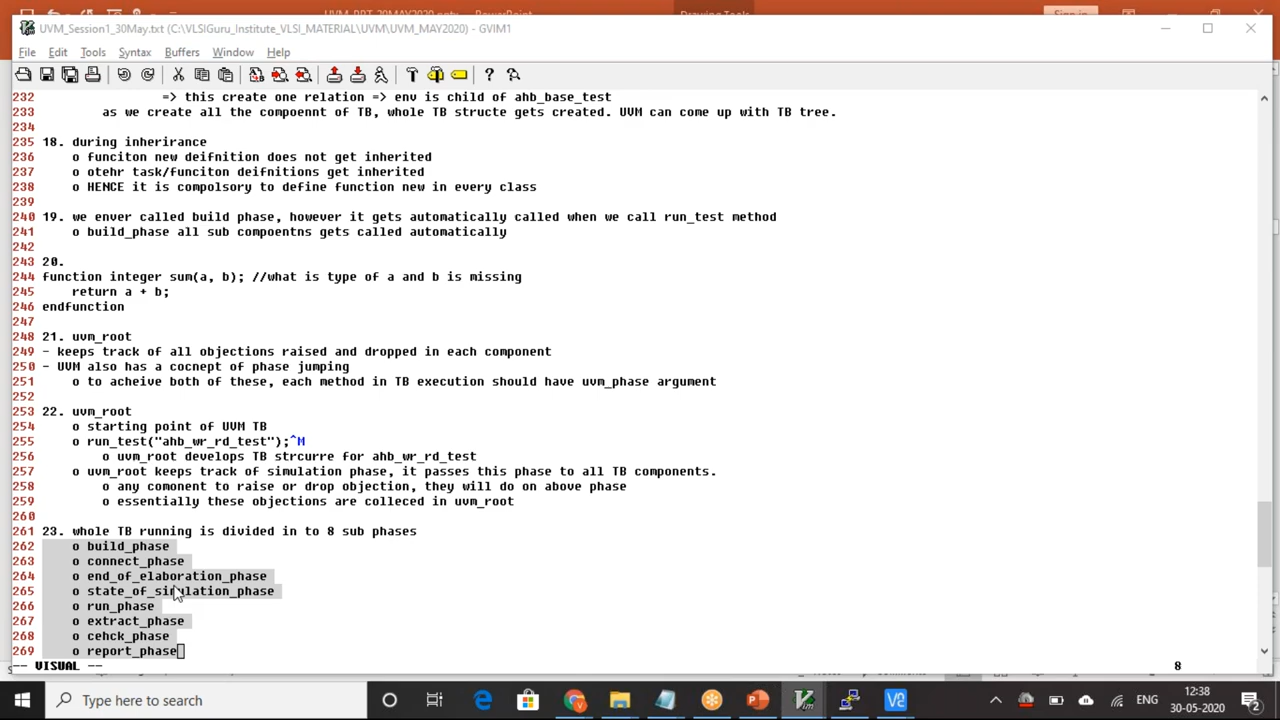 UVM_PPT_20MAY2020.pptx - PowerPoint
Drawing Tools
Sign in
UVM_Session1_30May.txt (C:\VLSIGuru_Institute_VLSI_MATERIAL\UVM\UVM_MAY2020) - GVIM1
File Edit Tools Syntax Buffers Window Help
232 => this create one relation => env is child of ahb_base_test
233 as we create all the compoennt of TB, whole TB structe gets created. UVM can come up with TB tree.
234
235 18. during inherirance
236 o funciton new deifnition does not get inherited
237 o otehr task/funciton deifnitions get inherited
238 o HENCE it is compolsory to define function new in every class
239
240 19. we enver called build phase, however it gets automatically called when we call run_test method
241 o build_phase all sub compoentns gets called automatically
242
243 20.
244 function integer sum(a, b); //what is type of a and b is missing
245 return a + b;
246 endfunction
247
248 21. uvm_root
249 - keeps track of all objections raised and dropped in each component
250 - UVM also has a cocnept of phase jumping
251 o to acheive both of these, each method in TB execution should have uvm_phase argument
252
253 22. uvm_root
254 o starting point of UVM TB
255 o run_test("ahb_wr_rd_test");^M
256 o uvm_root develops TB strcurre for ahb_wr_rd_test
257 o uvm_root keeps track of simulation phase, it passes this phase to all TB components.
258 o any comonent to raise or drop objection, they will do on above phase
259 o essentially these objections are colleced in uvm_root
260
261 23. whole TB running is divided in to 8 sub phases
262 o build_phase
263 o connect_phase
264 o end_of_elaboration_phase
265 o state_of_simulation_phase
266 o run_phase
267 o extract_phase
268 o cehck_phase
269 o report_phase
-- VISUAL -- 8
Type here to search
ENG
12:38
30-05-2020
2